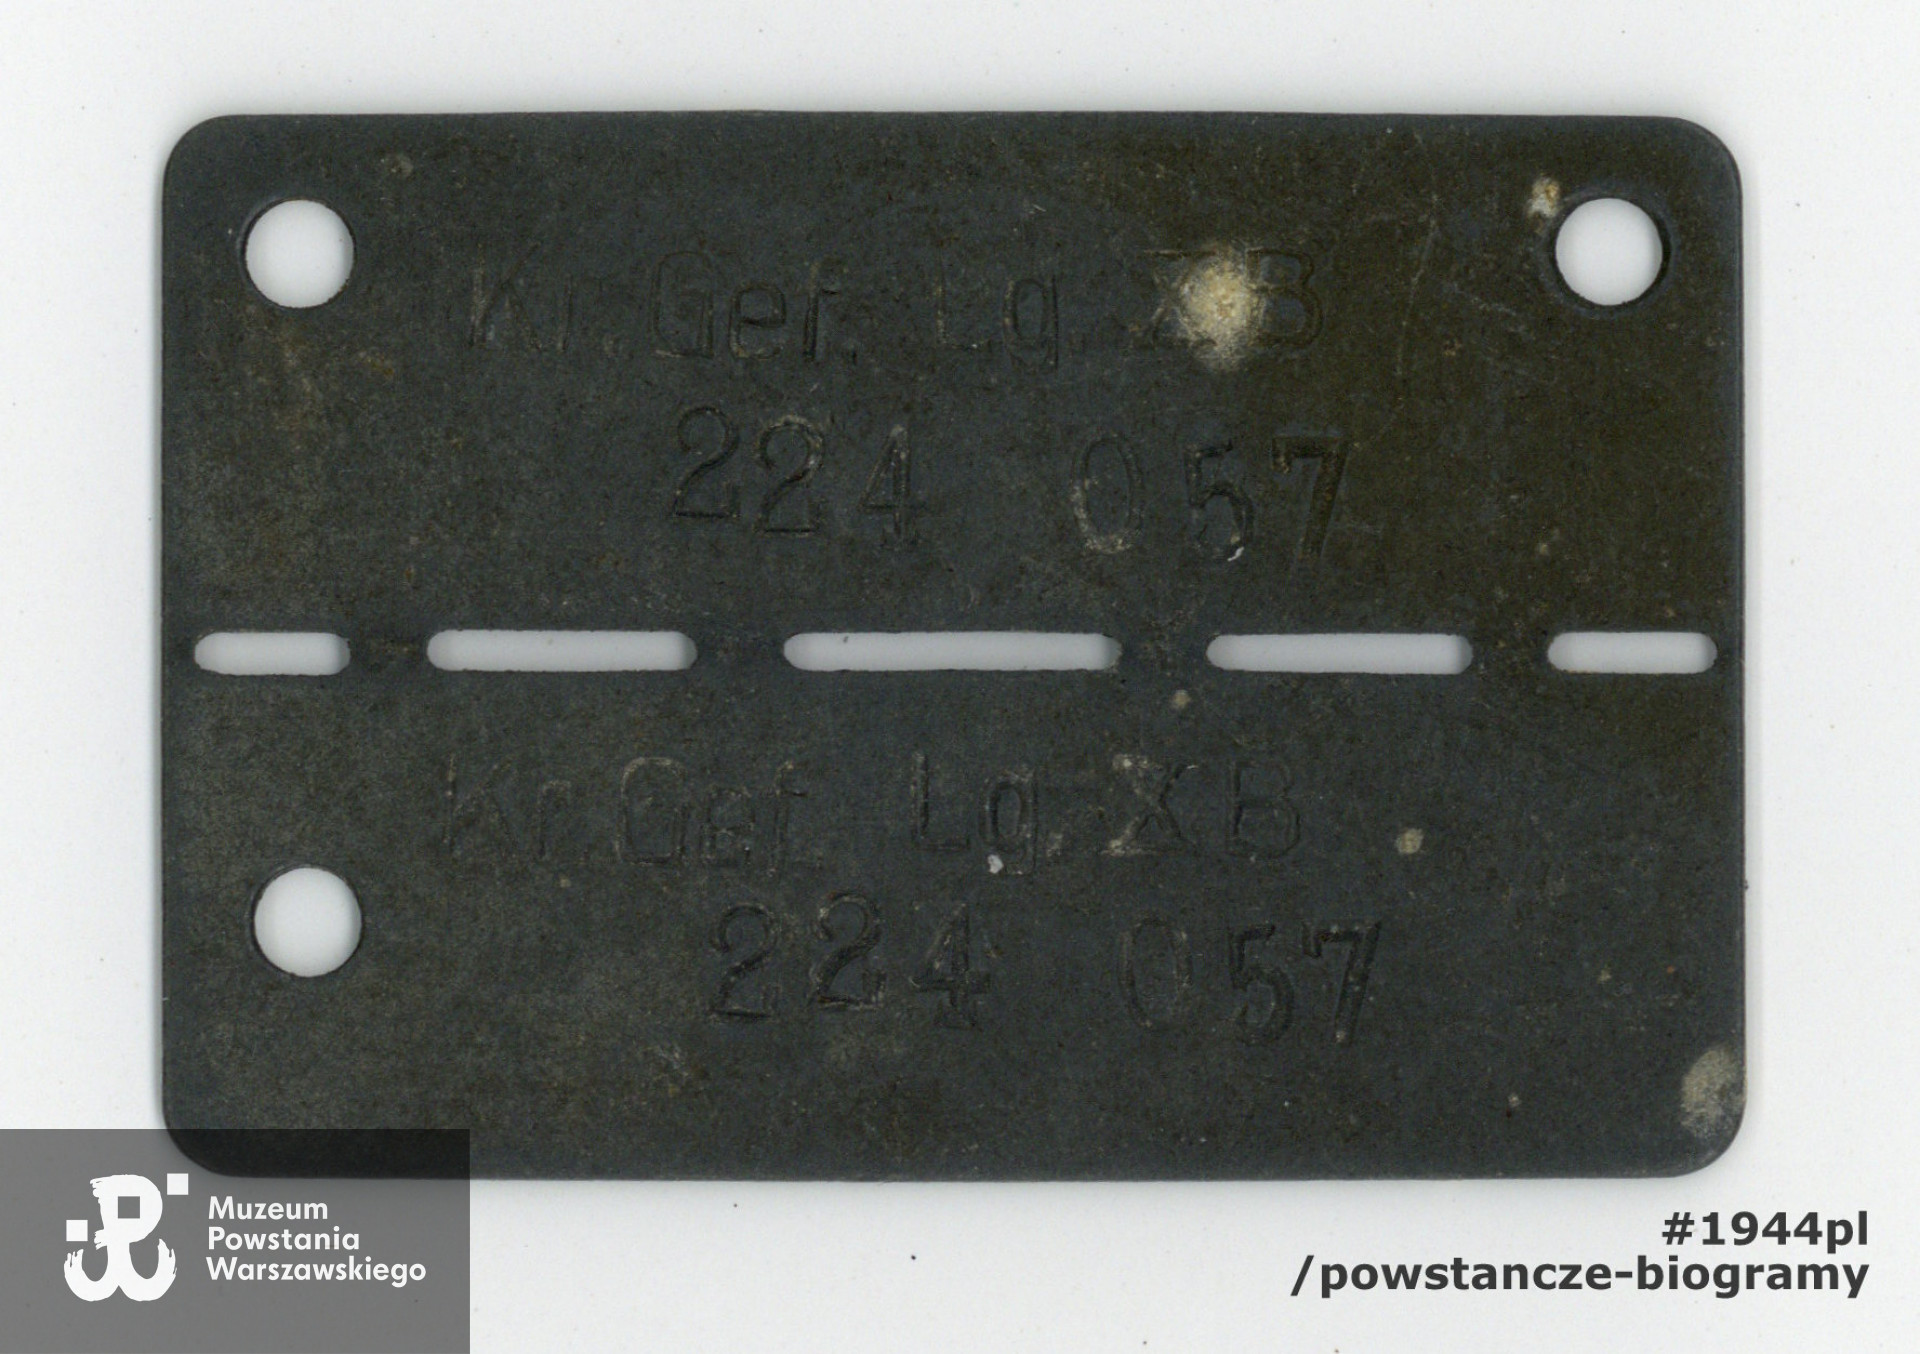 Kr. Gef. Lg. XB
224 057
Kr. Gef. Lg. XB
224 057
Muzeum
Powstania
Warszawskiego
#1944pl
/powstancze-biogramy